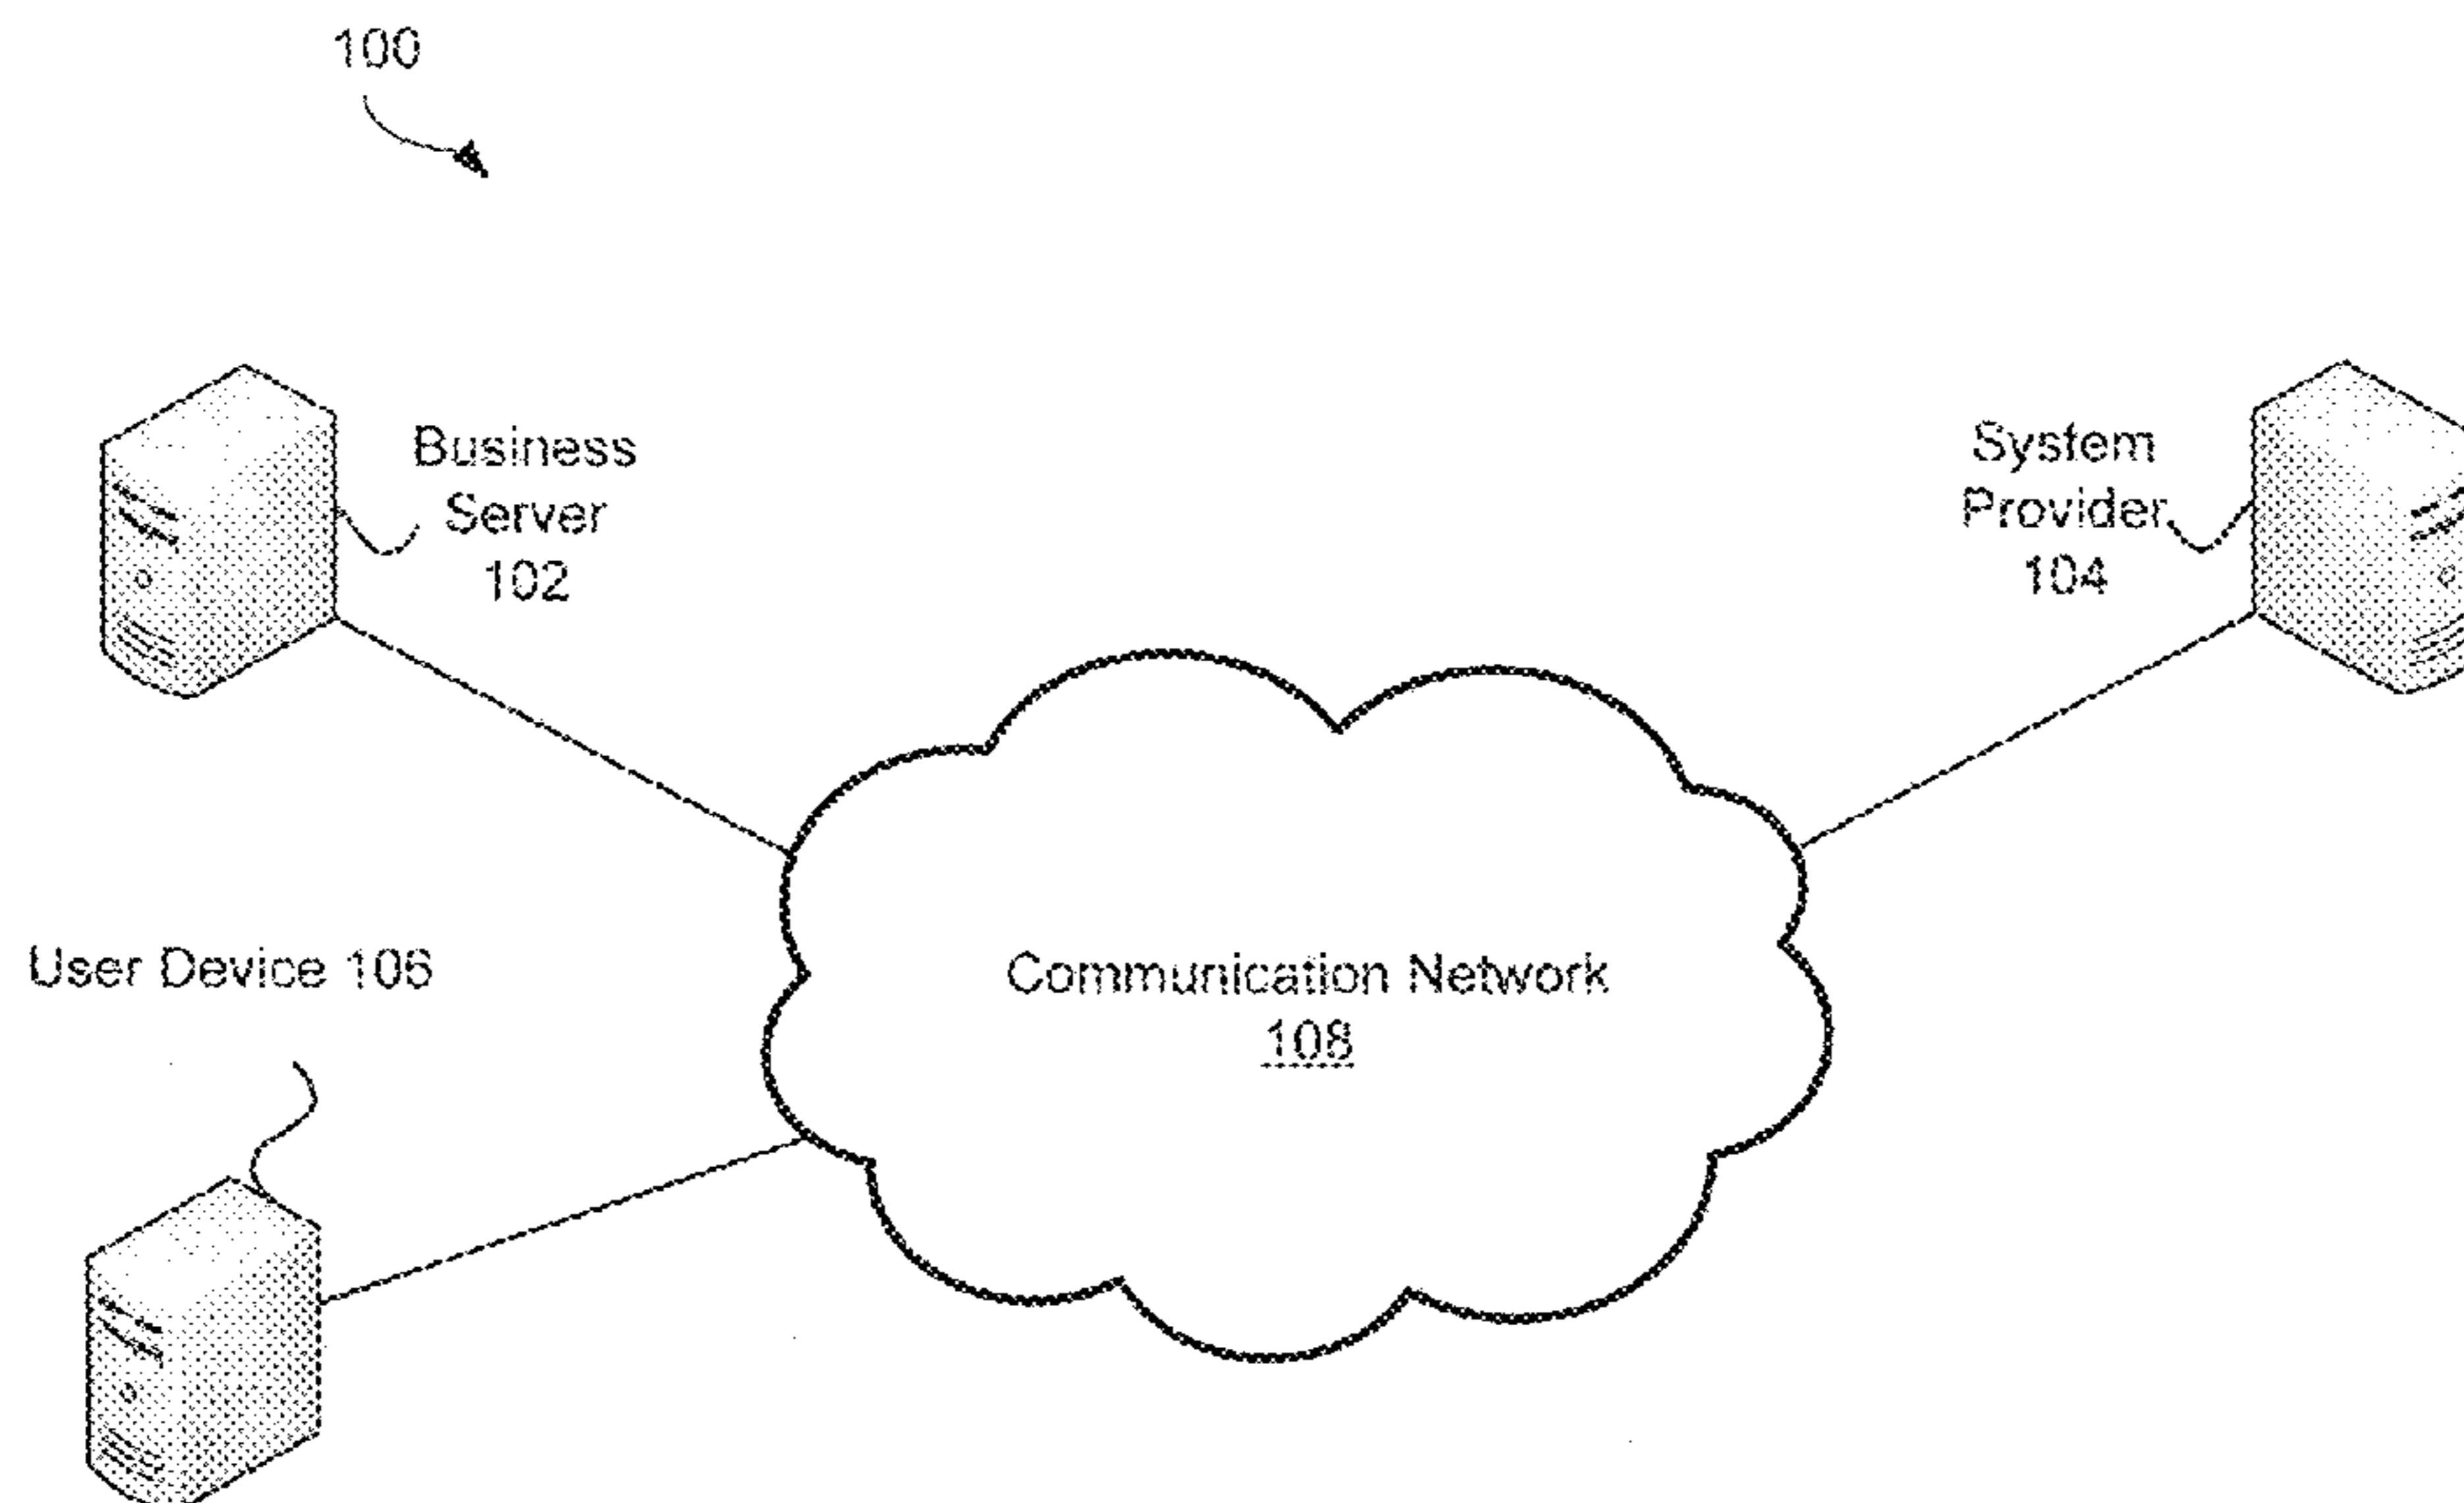 100
Business
Server
102
System
Provider
104
User Device 106
Communication Network
108